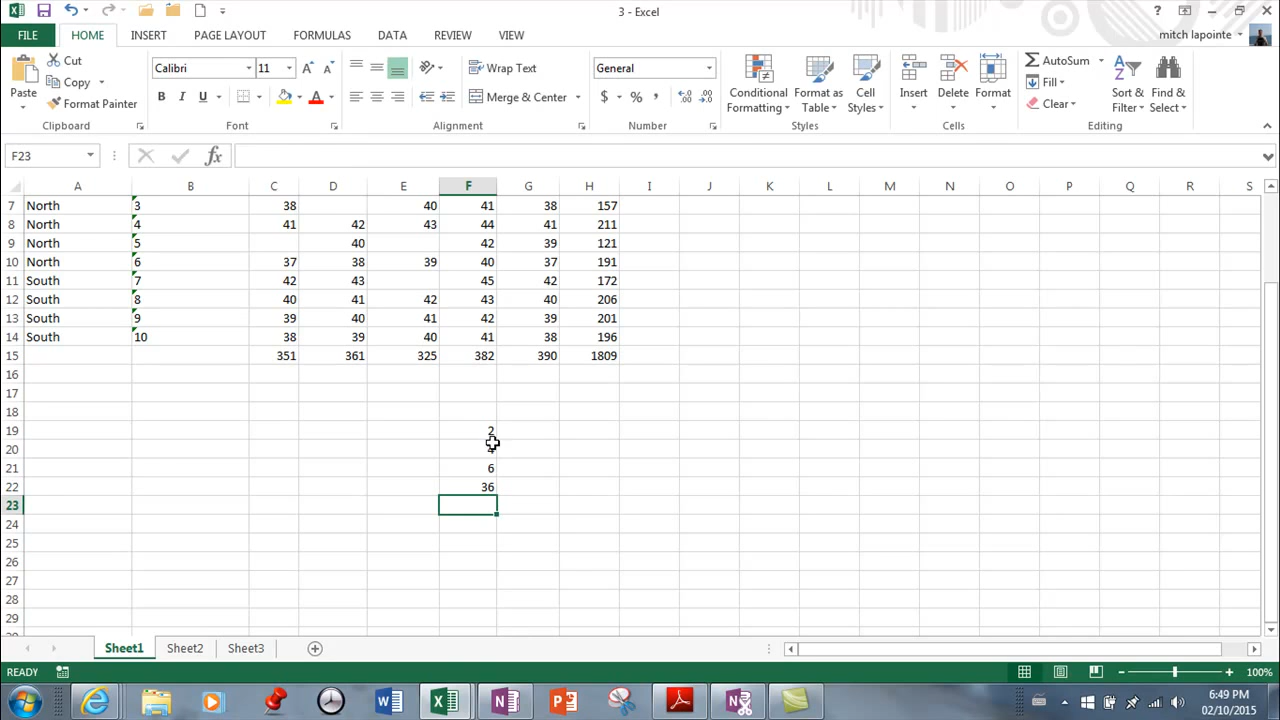 3 - Excel
FILE HOME INSERT PAGE LAYOUT FORMULAS DATA REVIEW VIEW mitch lapointe
Paste Cut Copy Format Painter Clipboard
Calibri 11 B I U A Font
Wrap Text Merge & Center Alignment
General $ % , Number
Conditional Formatting Format as Table Cell Styles Styles
Insert Delete Format Cells
AutoSum Fill Clear Sort & Filter Find & Select Editing
F23 fx
A B C D E F G H I J K L M N O P Q R S
7 North 3 38 40 41 38 157
8 North 4 41 42 43 44 41 211
9 North 5 40 42 39 121
10 North 6 37 38 39 40 37 191
11 South 7 42 43 45 42 172
12 South 8 40 41 42 43 40 206
13 South 9 39 40 41 42 39 201
14 South 10 38 39 40 41 38 196
15 351 361 325 382 390 1809
16
17
18
19 2
20
21 6
22 36
23
24
25
26
27
28
29
Sheet1 Sheet2 Sheet3
READY 100%
6:49 PM
02/10/2015